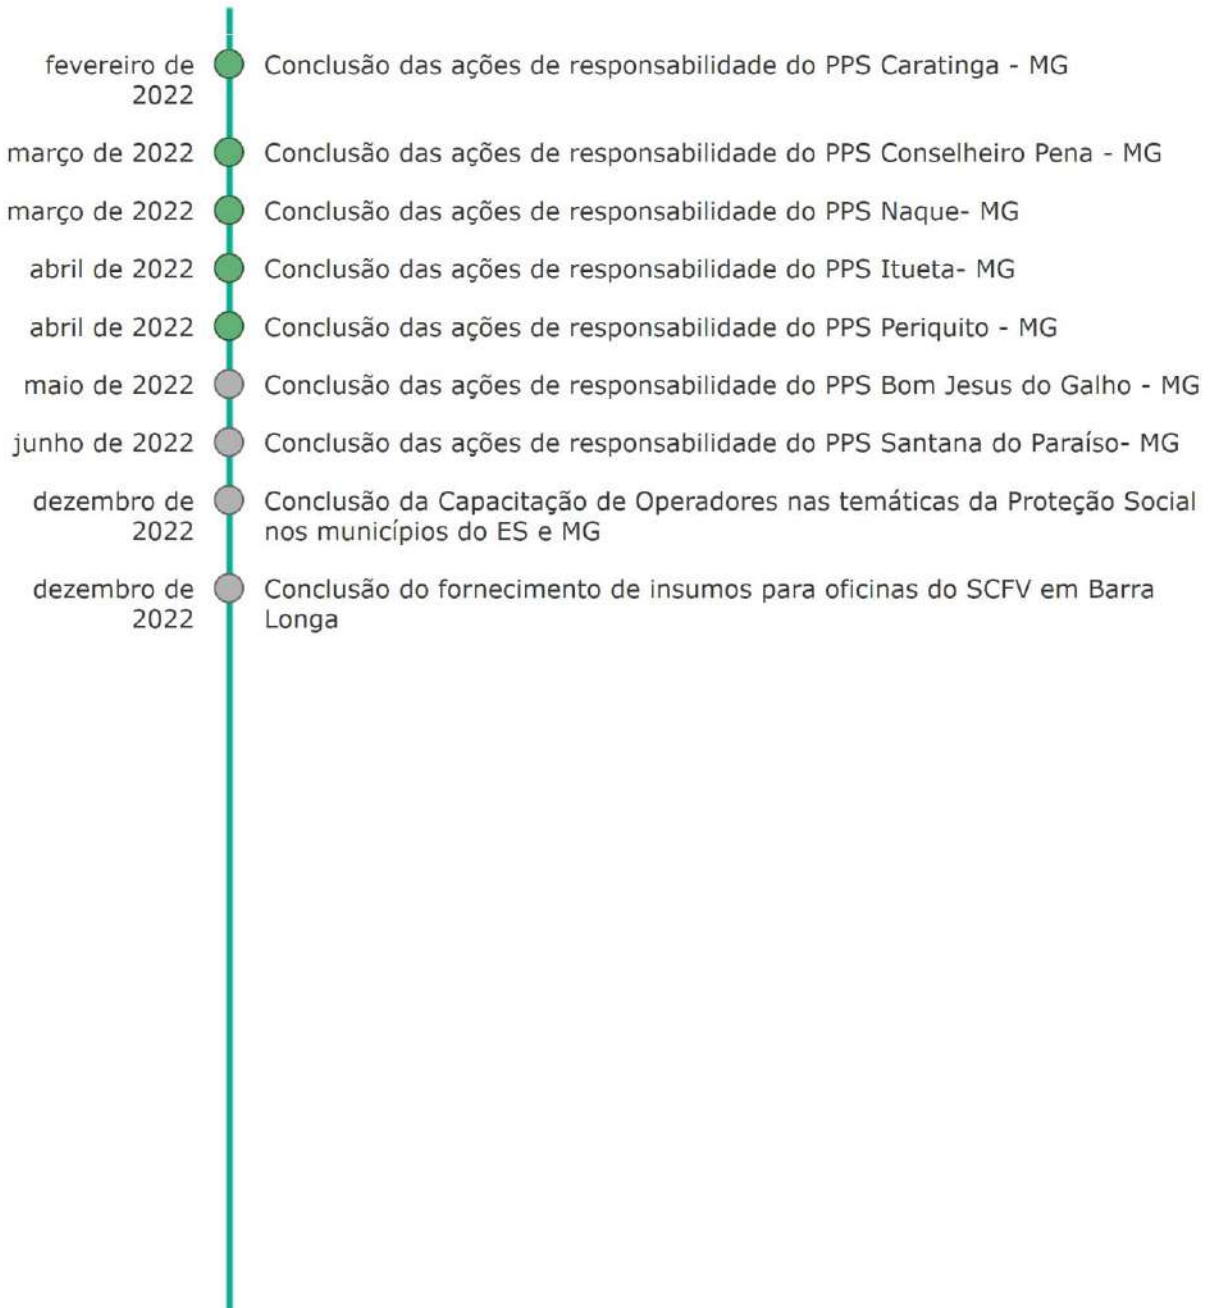 fevereiro de
2022
Conclusão das ações de responsabilidade do PPS Caratinga - MG
março de 2022
Conclusão das ações de responsabilidade do PPS Conselheiro Pena - MG
março de 2022
Conclusão das ações de responsabilidade do PPS Naque- MG
abril de 2022
Conclusão das ações de responsabilidade do PPS Itueta- MG
abril de 2022
Conclusão das ações de responsabilidade do PPS Periquito - MG
maio de 2022
Conclusão das ações de responsabilidade do PPS Bom Jesus do Galho - MG
junho de 2022
Conclusão das ações de responsabilidade do PPS Santana do Paraíso- MG
dezembro de
2022
Conclusão da Capacitação de Operadores nas temáticas da Proteção Social
nos municípios do ES e MG
dezembro de
2022
Conclusão do fornecimento de insumos para oficinas do SCFV em Barra
Longa